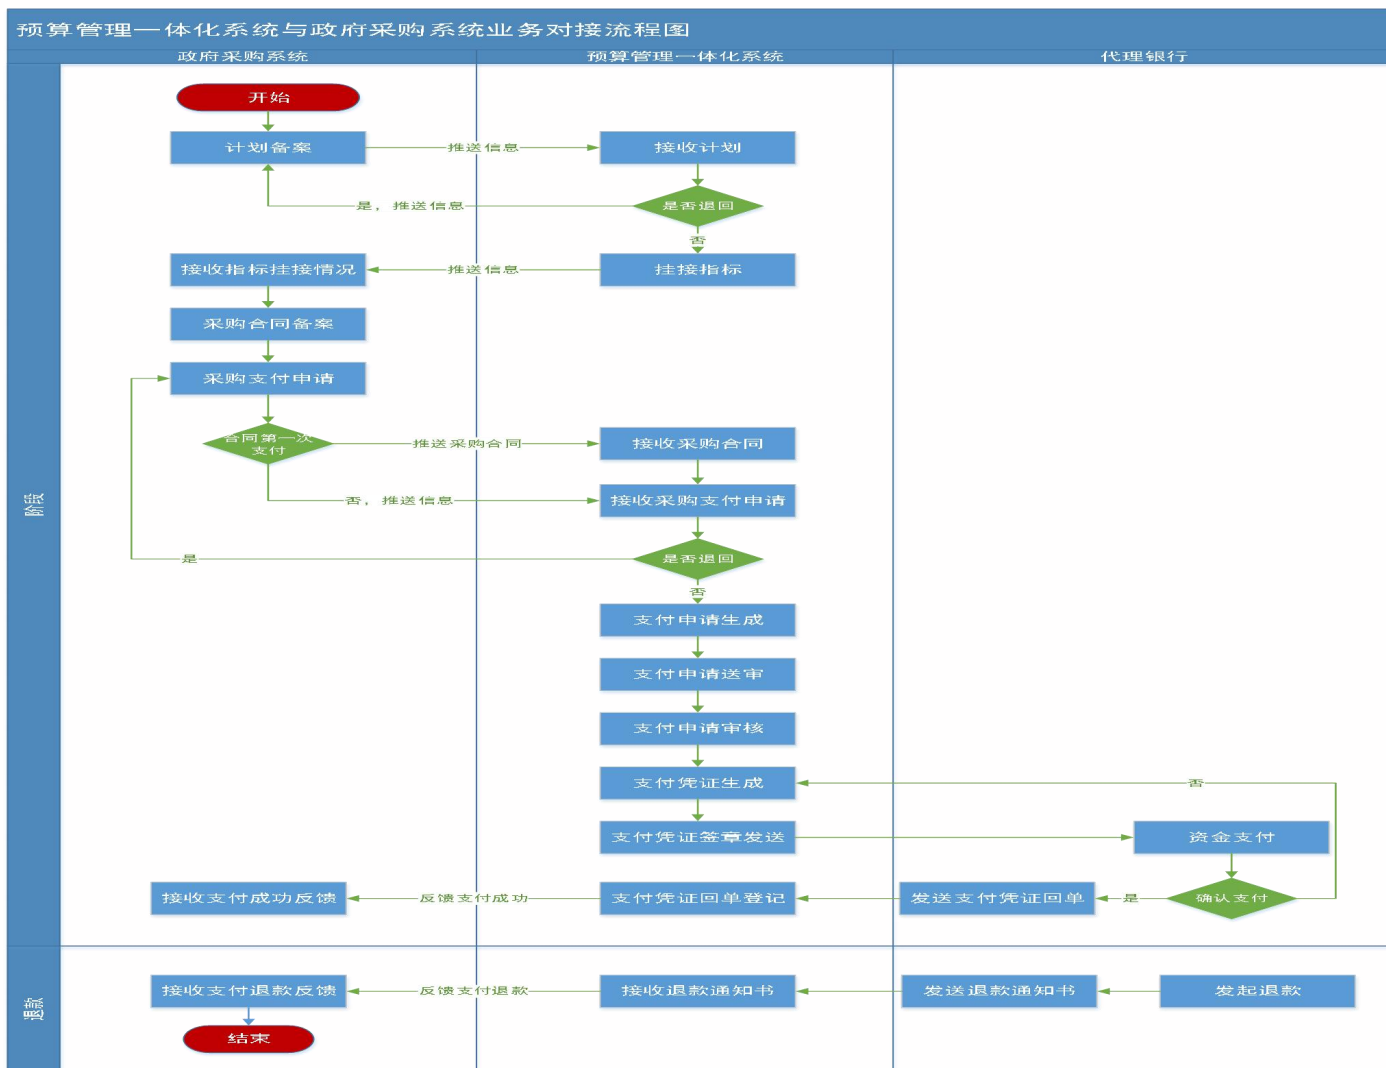 预算管理一体化系统与政府采购系统业务对接流程图
政府采购系统
预算管理一体化系统
代理银行
阶段
开始
计划备案
推送信息
接收计划
是，推送信息
是否退回
否
接收指标挂接情况
推送信息
挂接指标
采购合同备案
采购支付申请
合同第一次
支付
推送采购合同
接收采购合同
否，推送信息
接收采购支付申请
是
是否退回
否
支付申请生成
支付申请送审
支付申请审核
支付凭证生成
否
支付凭证签章发送
资金支付
接收支付成功反馈
反馈支付成功
支付凭证回单登记
发送支付凭证回单
是
确认支付
退款
接收支付退款反馈
反馈支付退款
接收退款通知书
发送退款通知书
发起退款
结束